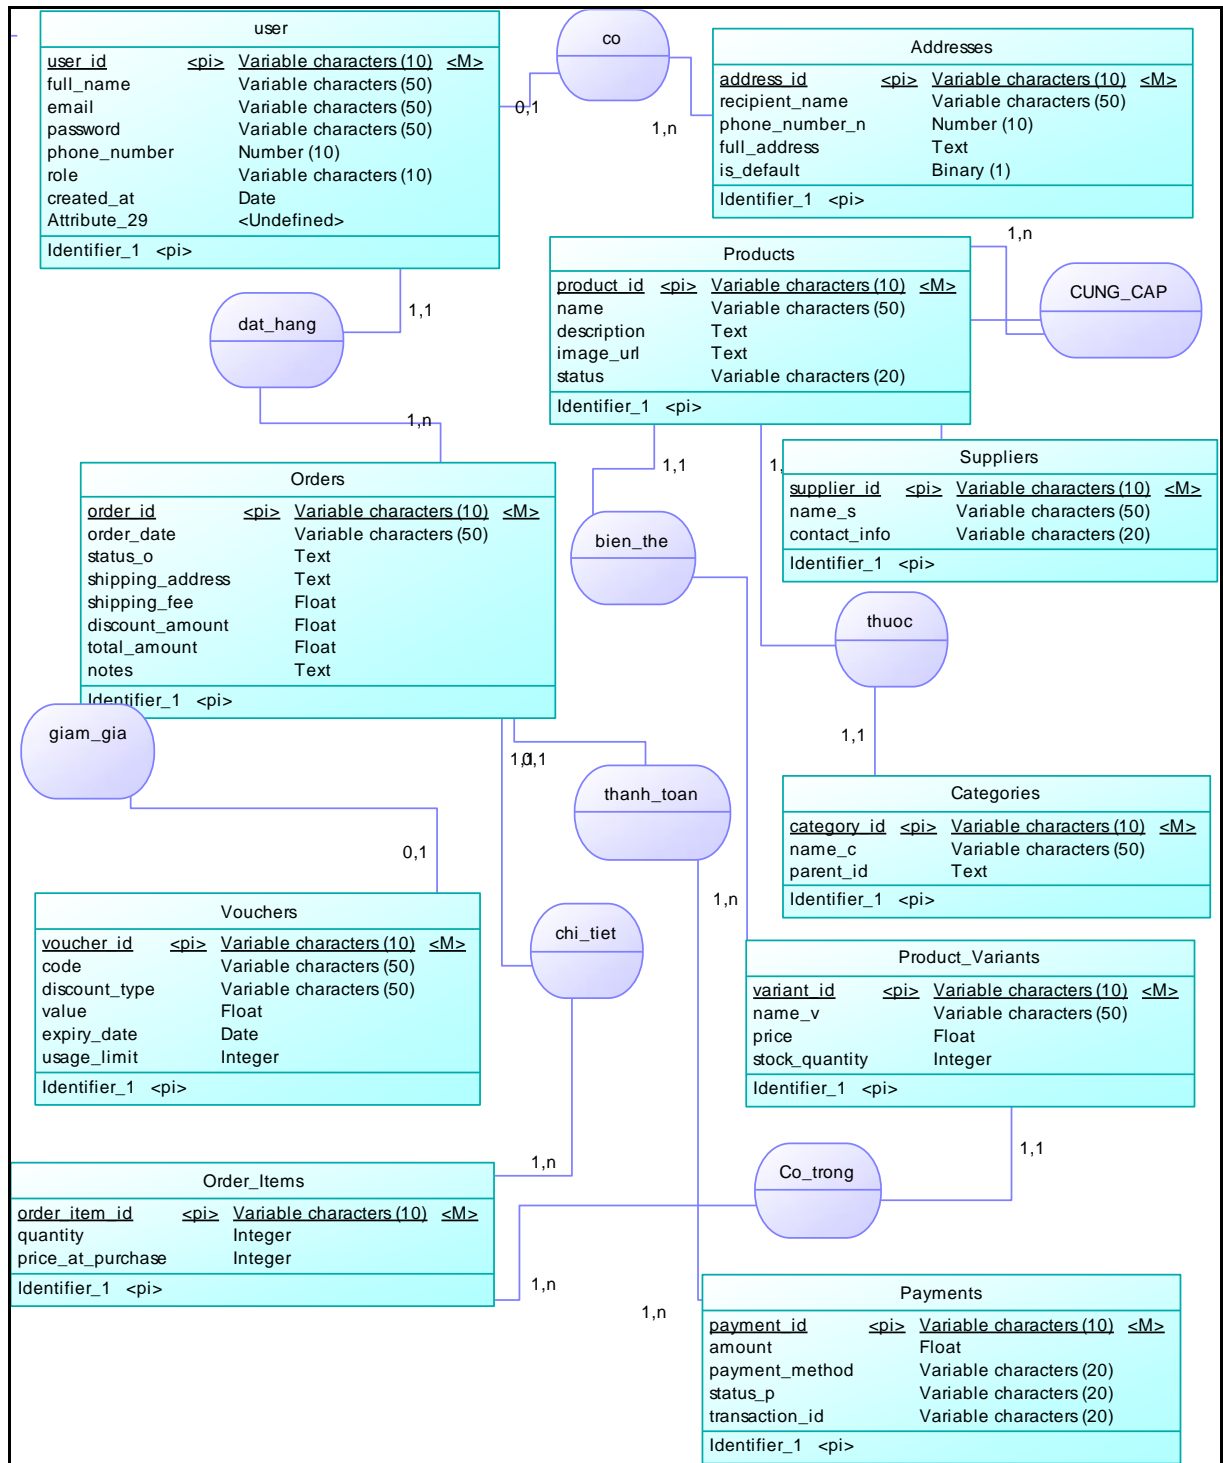 user
user_id <pi> Variable characters (10) <M>
full_name Variable characters (50)
email Variable characters (50)
password Variable characters (50)
phone_number Number (10)
role Variable characters (10)
created_at Date
Attribute_29 <Undefined>
Identifier_1 <pi>
co
0,1
1,n
Addresses
address_id <pi> Variable characters (10) <M>
recipient_name Variable characters (50)
phone_number_n Number (10)
full_address Text
is_default Binary (1)
Identifier_1 <pi>
1,1
dat_hang
1,n
Products
product_id <pi> Variable characters (10) <M>
name Variable characters (50)
description Text
image_url Text
status Variable characters (20)
Identifier_1 <pi>
1,n
CUNG_CAP
1,1
1,
Suppliers
supplier_id <pi> Variable characters (10) <M>
name_s Variable characters (50)
contact_info Variable characters (20)
Identifier_1 <pi>
Orders
order_id <pi> Variable characters (10) <M>
order_date Variable characters (50)
status_o Text
shipping_address Text
shipping_fee Float
discount_amount Float
total_amount Float
notes Text
Identifier_1 <pi>
bien_the
thuoc
giam_gia
1,1
thanh_toan
1,1
Categories
category_id <pi> Variable characters (10) <M>
name_c Variable characters (50)
parent_id Text
Identifier_1 <pi>
0,1
1,n
Vouchers
voucher_id <pi> Variable characters (10) <M>
code Variable characters (50)
discount_type Variable characters (50)
value Float
expiry_date Date
usage_limit Integer
Identifier_1 <pi>
chi_tiet
Product_Variants
variant_id <pi> Variable characters (10) <M>
name_v Variable characters (50)
price Float
stock_quantity Integer
Identifier_1 <pi>
1,n
1,1
Co_trong
Order_Items
order_item_id <pi> Variable characters (10) <M>
quantity Integer
price_at_purchase Integer
Identifier_1 <pi>
1,n
1,n
Payments
payment_id <pi> Variable characters (10) <M>
amount Float
payment_method Variable characters (20)
status_p Variable characters (20)
transaction_id Variable characters (20)
Identifier_1 <pi>